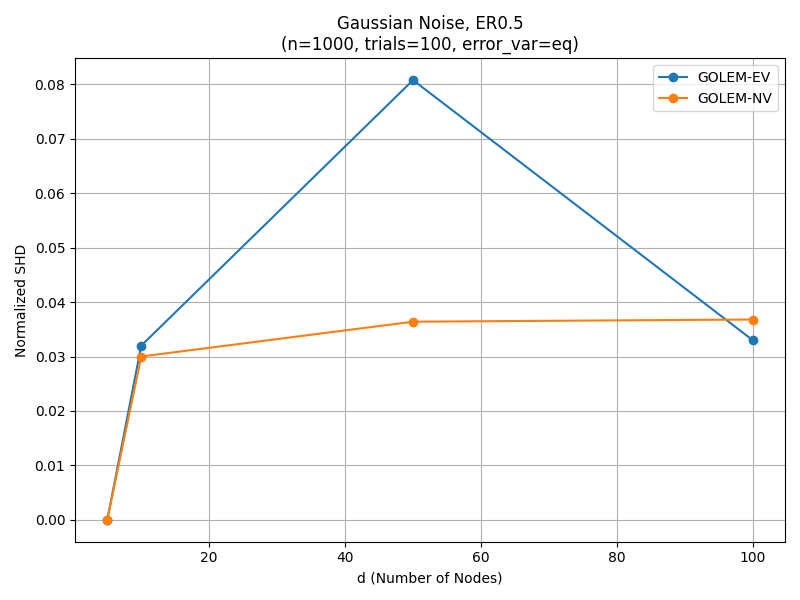 Gaussian Noise, ER0.5
(n=1000, trials=100, error_var=eq)
GOLEM-EV
GOLEM-NV
Normalized SHD
0.08
0.07
0.06
0.05
0.04
0.03
0.02
0.01
0.00
20
40
60
80
100
d (Number of Nodes)